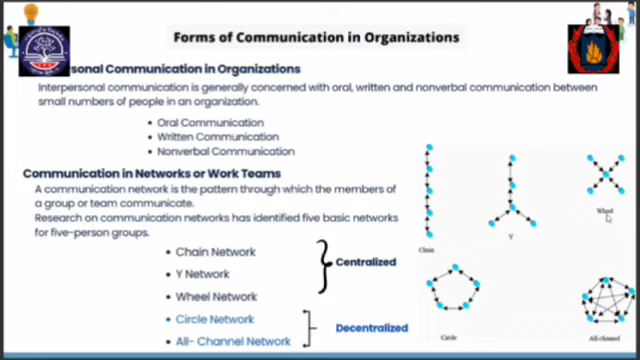 Forms of Communication in Organizations
sonal Communication in Organizations
Interpersonal communication is generally concerned with oral, written and nonverbal communication between
small numbers of people in an organization.
• Oral Communication
• Written Communication
• Nonverbal Communication
Communication in Networks or Work Teams
A communication network is the pattern through which the members of
a group or team communicate.
Research on communication networks has identified five basic networks
for five-person groups.
• Chain Network
• Y Network
• Wheel Network
Centralized
• Circle Network
• All- Channel Network
Decentralized
Chain
Y
Wheel
Circle
All-channel